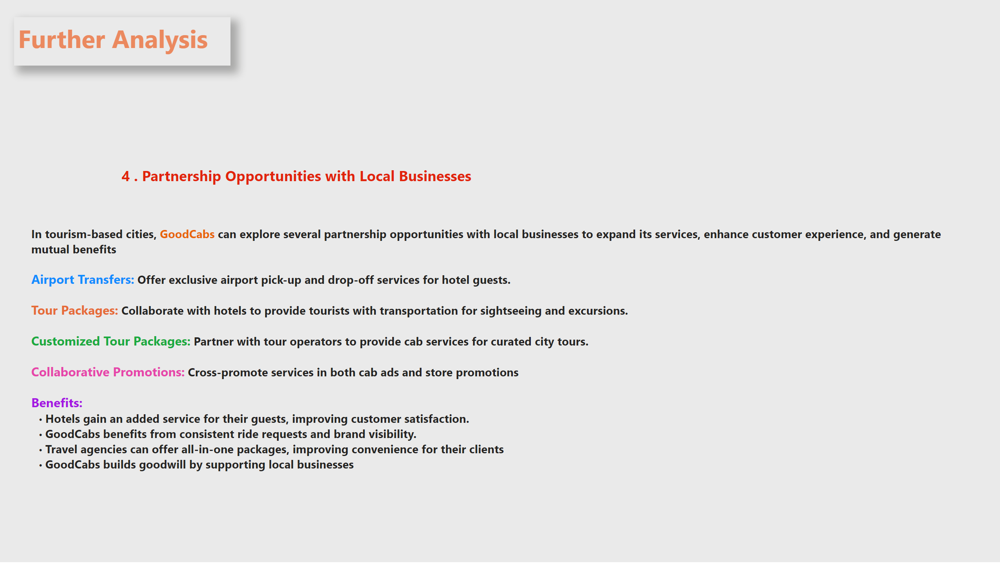 Further Analysis
4 . Partnership Opportunities with Local Businesses
In tourism-based cities, GoodCabs can explore several partnership opportunities with local businesses to expand its services, enhance customer experience, and generate
mutual benefits
Airport Transfers: Offer exclusive airport pick-up and drop-off services for hotel guests.
Tour Packages: Collaborate with hotels to provide tourists with transportation for sightseeing and excursions.
Customized Tour Packages: Partner with tour operators to provide cab services for curated city tours.
Collaborative Promotions: Cross-promote services in both cab ads and store promotions
Benefits:
• Hotels gain an added service for their guests, improving customer satisfaction.
• GoodCabs benefits from consistent ride requests and brand visibility.
• Travel agencies can offer all-in-one packages, improving convenience for their clients
• GoodCabs builds goodwill by supporting local businesses